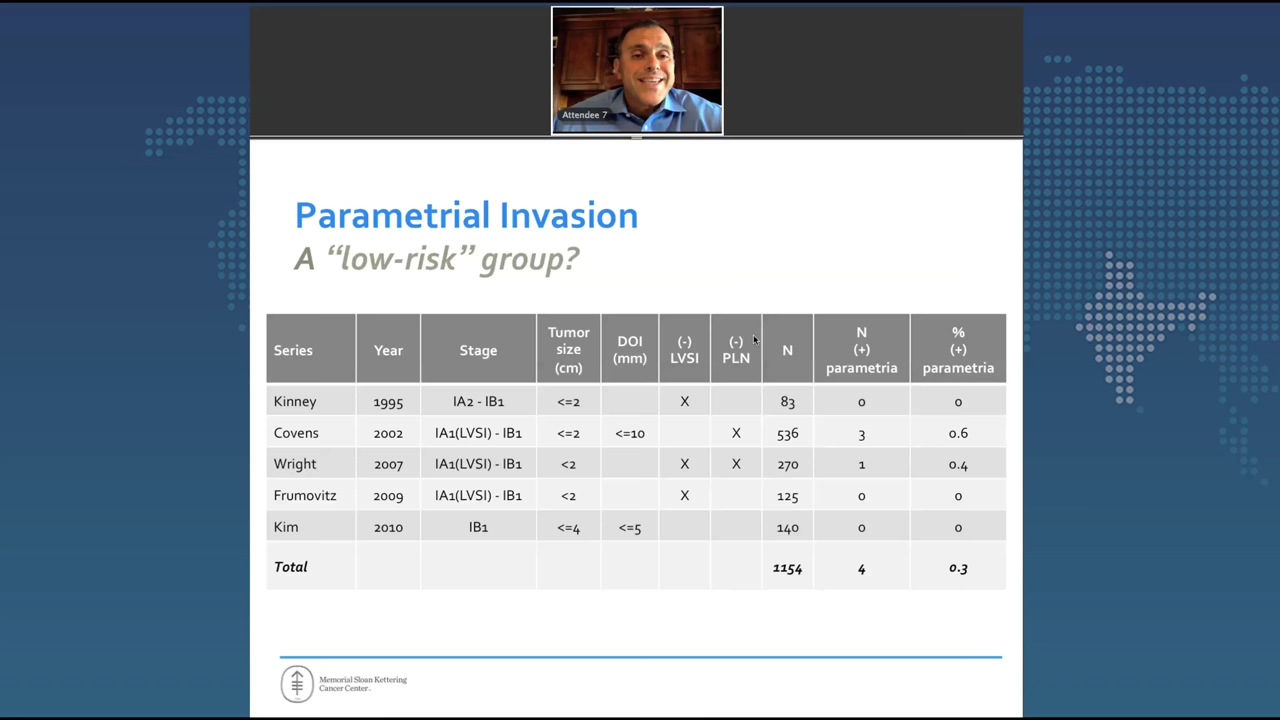 Attendee 7
Parametrial Invasion
A “low-risk” group?
Series Year Stage Tumor size (cm) DOI (mm) (-) LVSI (-) PLN N N (+) parametria % (+) parametria
Kinney 1995 IA2 - IB1 <=2 X 83 0 0
Covens 2002 IA1(LVSI) - IB1 <=2 <=10 X 536 3 0.6
Wright 2007 IA1(LVSI) - IB1 <2 X X 270 1 0.4
Frumovitz 2009 IA1(LVSI) - IB1 <2 X 125 0 0
Kim 2010 IB1 <=4 <=5 140 0 0
Total 1154 4 0.3
Memorial Sloan Kettering
Cancer Center